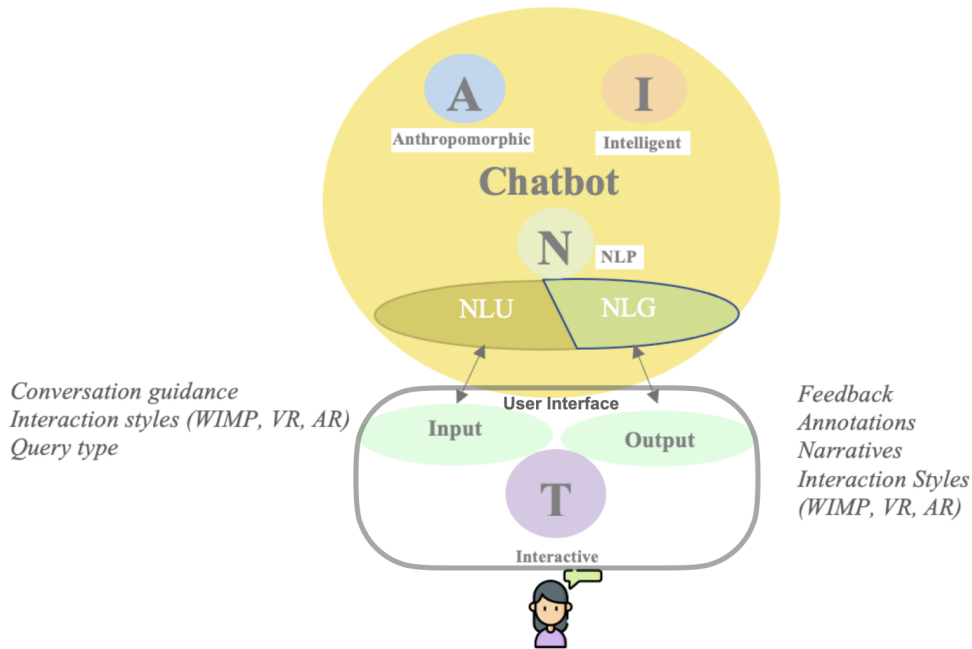 A
I
Anthropomorphic
Intelligent
Chatbot
N
NLP
NLU
NLG
Conversation guidance
Interaction styles (WIMP, VR, AR)
Query type
User Interface
Input
Output
T
Interactive
Feedback
Annotations
Narratives
Interaction Styles
(WIMP, VR, AR)